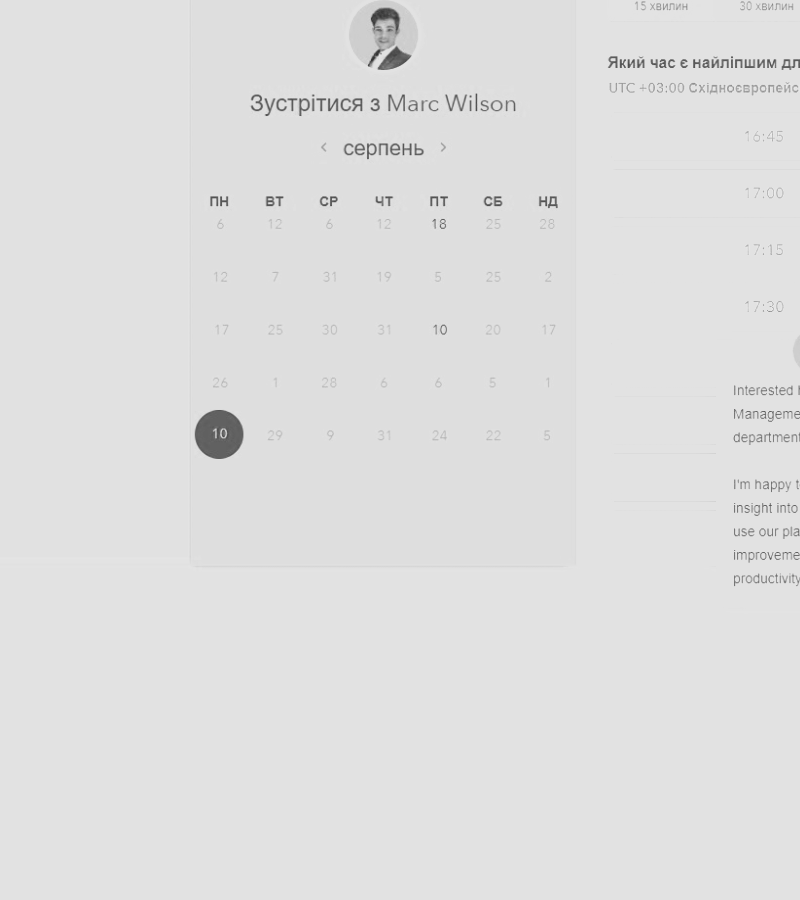 15 хвилин 30 хвилин
Зустрітися з Marc Wilson
серпень
ПН ВТ СР ЧТ ПТ СБ НД
6 12 6 12 18 25 28
12 7 31 19 5 25 2
17 25 30 31 10 20 17
26 1 28 6 6 5 1
10 29 9 31 24 22 5
Який час є найліпшим дл
UTC +03:00 Східноєвропейс
16:45
17:00
17:15
17:30
Interested
Manageme
department
I'm happy t
insight into
use our pla
improveme
productivity